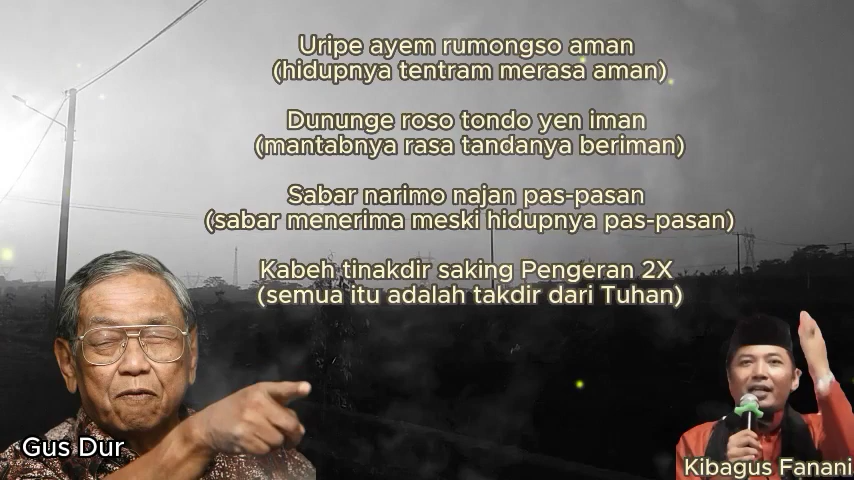 Uripe ayem rumongso aman
(hidupnya tentram merasa aman)
Dununge roso tondo yen iman
(mantabnya rasa tandanya beriman)
Sabar narimo najan pas-pasan
(sabar menerima meski hidupnya pas-pasan)
Kabeh tinakdir saking Pengeran 2X
(semua itu adalah takdir dari Tuhan)
Gus Dur
Kibagus Fanani